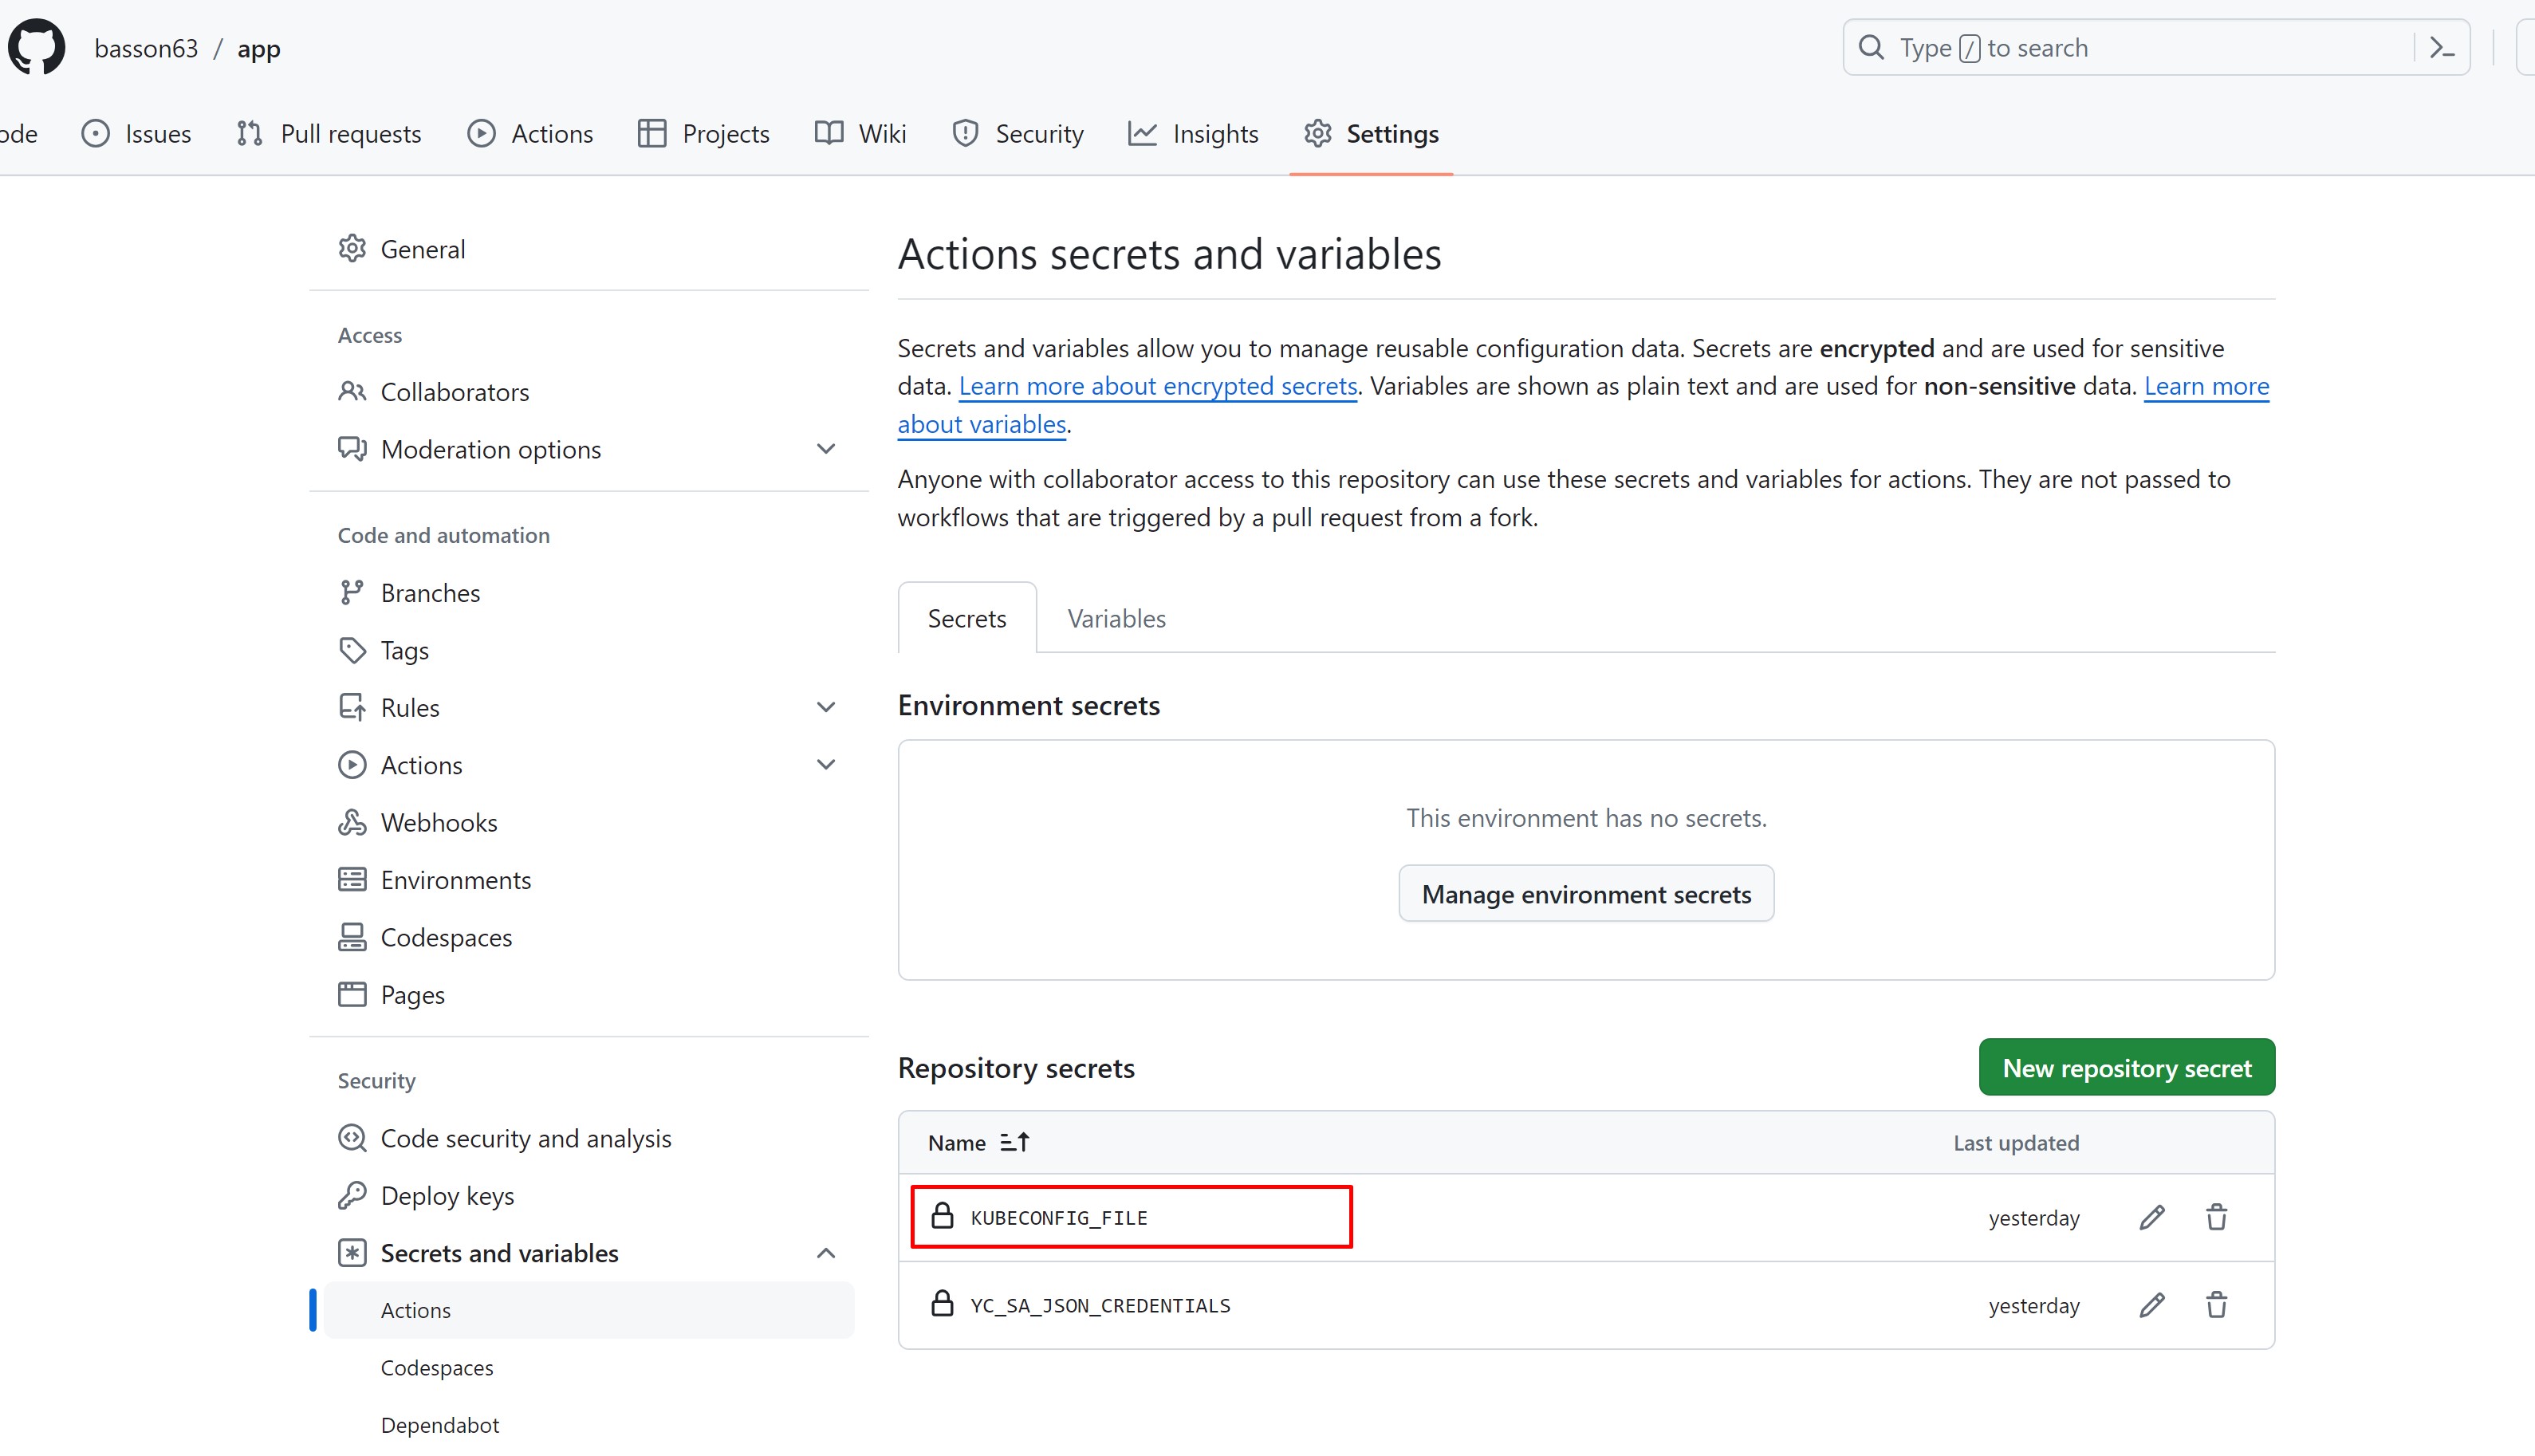 basson63 / app
Type / to search
ode Issues Pull requests Actions Projects Wiki Security Insights Settings
General
Access
Collaborators
Moderation options
Code and automation
Branches
Tags
Rules
Actions
Webhooks
Environments
Codespaces
Pages
Security
Code security and analysis
Deploy keys
Secrets and variables
Actions
Codespaces
Dependabot
Actions secrets and variables
Secrets and variables allow you to manage reusable configuration data. Secrets are encrypted and are used for sensitive
data. Learn more about encrypted secrets. Variables are shown as plain text and are used for non-sensitive data. Learn more
about variables.
Anyone with collaborator access to this repository can use these secrets and variables for actions. They are not passed to
workflows that are triggered by a pull request from a fork.
Secrets Variables
Environment secrets
This environment has no secrets.
Manage environment secrets
Repository secrets
New repository secret
Name Last updated
KUBECONFIG_FILE yesterday
YC_SA_JSON_CREDENTIALS yesterday